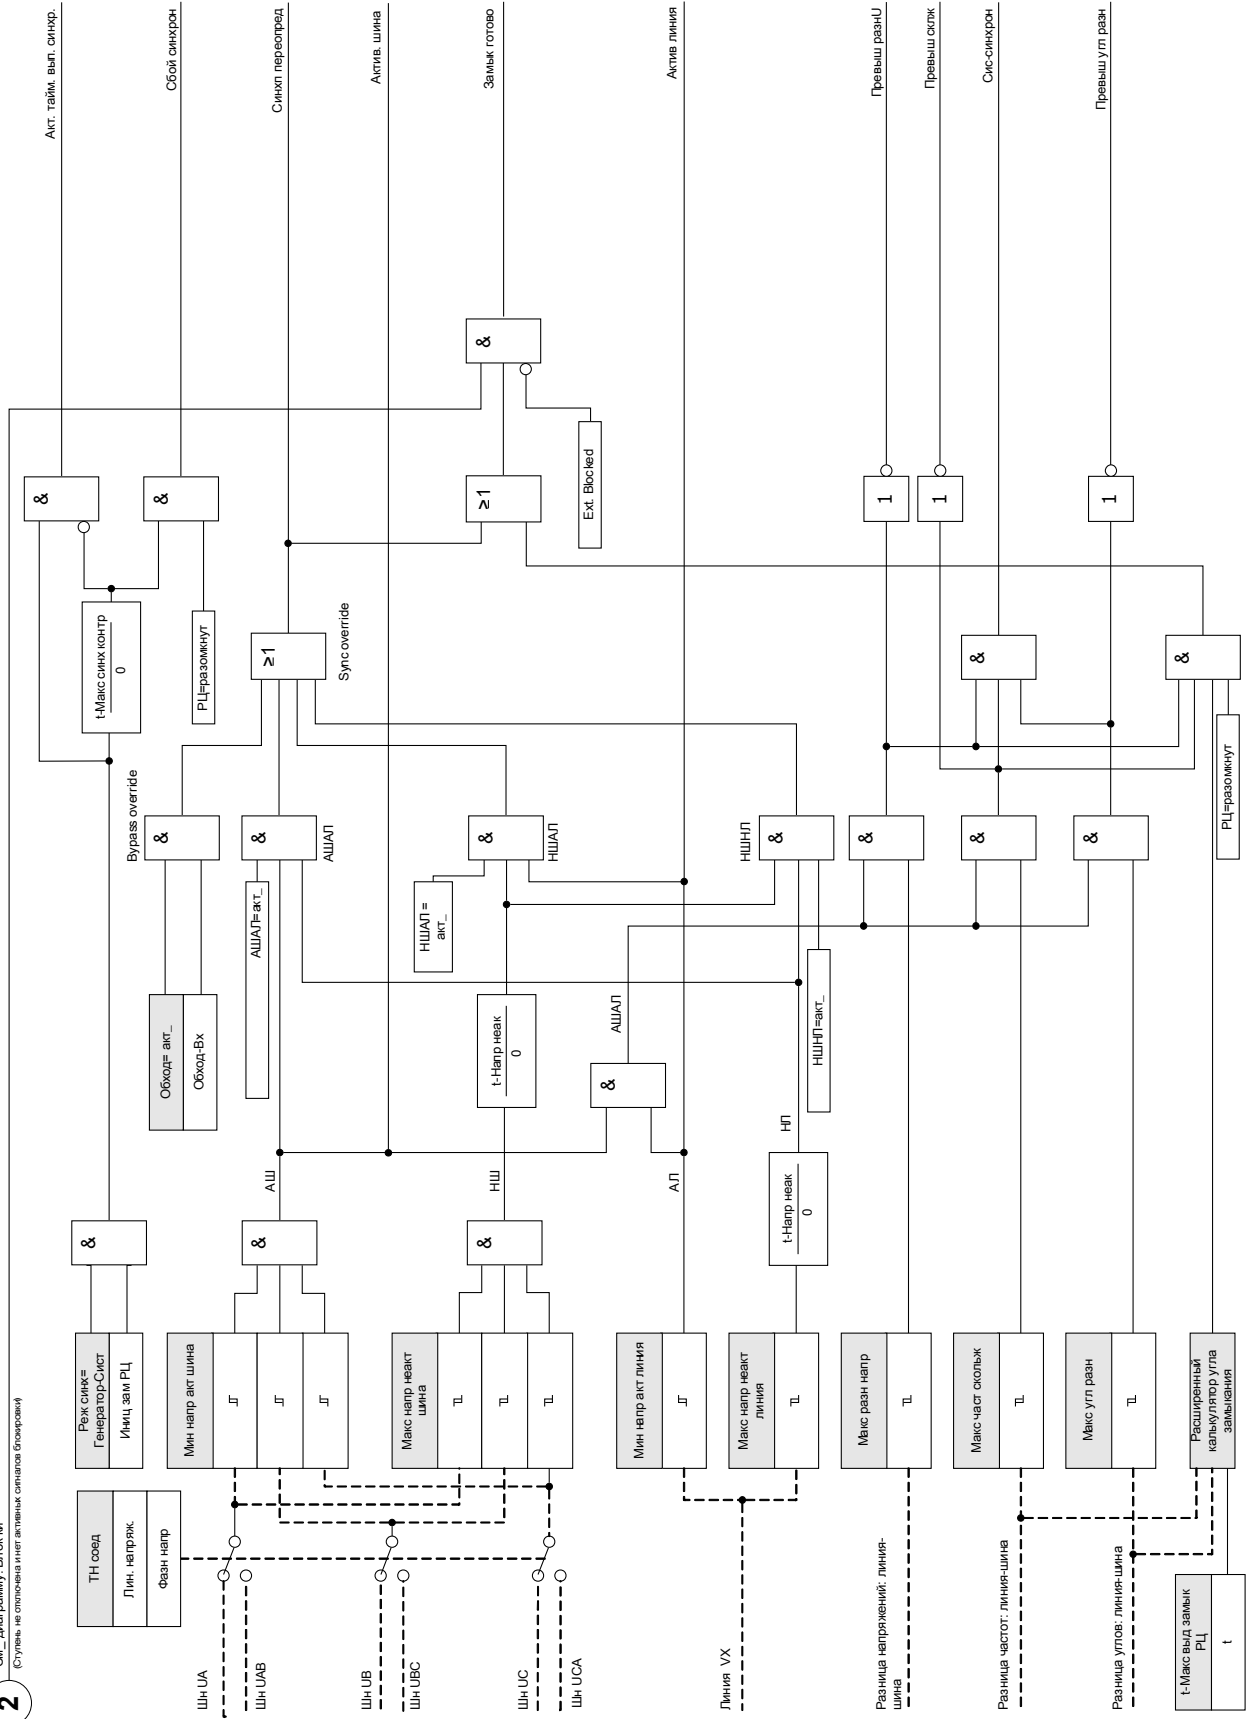 2
(Ступень не отключена и нет активных сигналов блокировки)
ТН соед
Лин. напряж.
Фазн напр
Шн UA
Шн UAB
Шн UB
Шн UBC
Шн UC
Шн UCA
Линия VX
Разница напряжений: линия-
шина
Разница частот: линия-шина
Разница углов: линия-шина
t-Макс выд замык
РЦ
t
Реж синх=
Генератор-Сист
Иниц зам РЦ
Мин напр акт шина
Макс напр неакт
шина
Мин напр акт линия
Макс напр неакт
линия
Макс разн напр
Макс част скольж
Макс угл разн
Расширенный
калькулятор угла
замыкания
&
&
&
АШ
НШ
АЛ
НЛ
t-Напр неак
0
t-Напр неак
0
&
АШАЛ
Обход= акт_
Обход-Вх
АШАЛ=акт_
НШАЛ =
акт_
НШНЛ=акт_
Bypass override
&
&
АШАЛ
&
НШАЛ
НШНЛ
&
&
&
&
t-Макс синх контр
0
РЦ=разомкнут
≥1
Sync override
РЦ=разомкнут
&
&
&
&
≥1
Ext. Blocked
&
1
1
1
Акт. тайм. вып. синхр.
Сбой синхрон
Синхп переопред
Актив. шина
Замык готово
Актив линия
Превыш разнU
Превыш склж
Сис-синхрон
Превыш угл разн